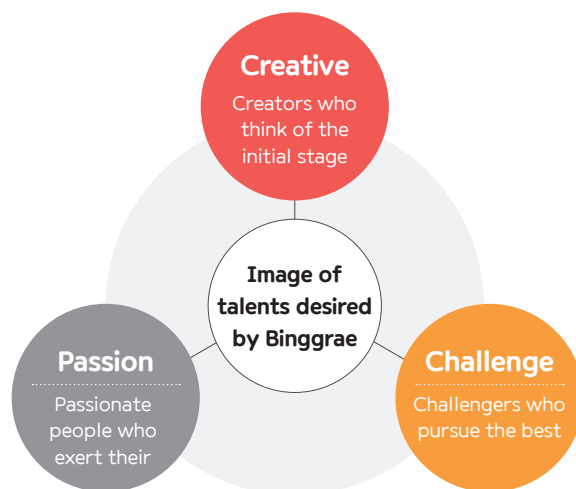 Creative
Creators who
think of the
initial stage
Image of
talents desired
by Binggrae
Passion
Passionate
people who
exert their
Challenge
Challengers who
pursue the best